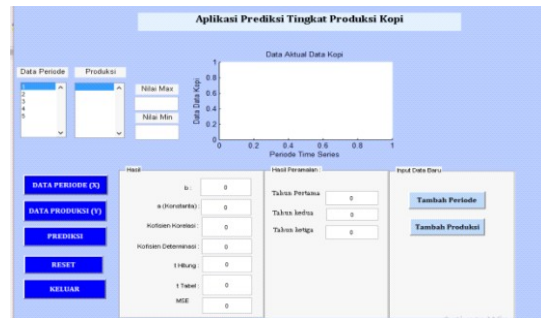 Aplikasi Prediksi Tingkat Produksi Kopi
Data Aktual Data Kopi
Data Periode
Produksi
1
2
3
4
5
Nilai Max
Nilai Min
Data Data Kopi
1
0.8
0.6
0.4
0.2
0
0 0.2 0.4 0.6 0.8 1
Periode Time Series
DATA PERIODE (X)
DATA PRODUKSI (Y)
PREDIKSI
RESET
KELUAR
Hasil
b : 0
a (Konstanta) : 0
Kofisien Korelasi : 0
Kofisien Determinasi : 0
t Hitung : 0
t Tabel : 0
MSE 0
Hasil Peramalan
Tahun Pertama 0
Tahun kedua 0
Tahun ketiga 0
Input Data Baru
Tambah Periode
Tambah Produksi